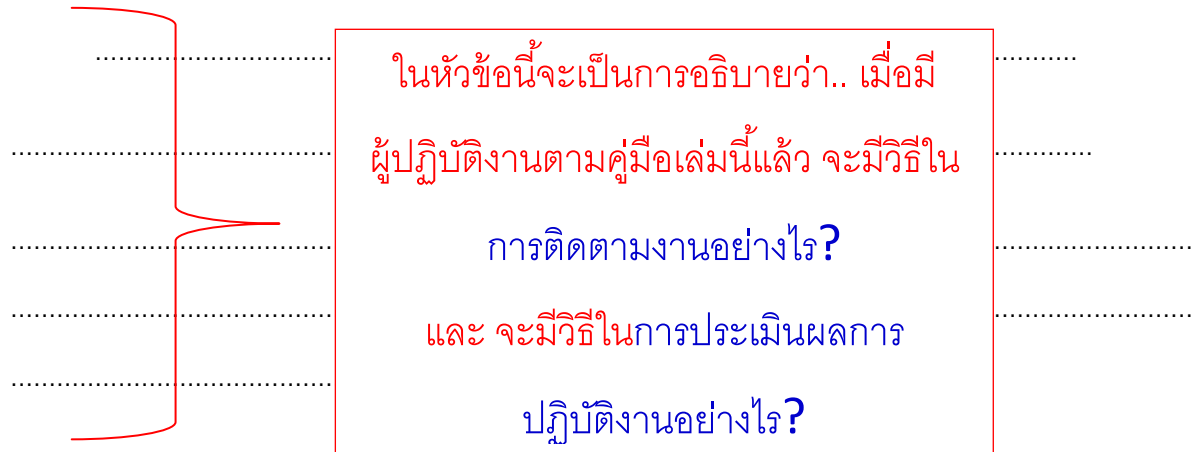 ในหัวข้อนี้จะเป็นการอธิบายว่า.. เมื่อมี
ผู้ปฏิบัติงานตามคู่มือเล่มนี้แล้ว จะมีวิธีใน
การติดตามงานอย่างไร?
และ จะมีวิธีในการประเมินผลการ
ปฏิบัติงานอย่างไร?